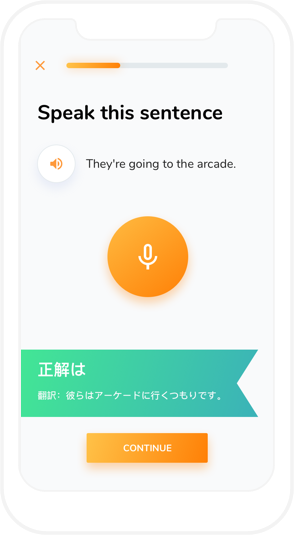 Speak this sentence
They're going to the arcade.
正解は
翻訳: 彼らはアーケードに行くつもりです。
CONTINUE